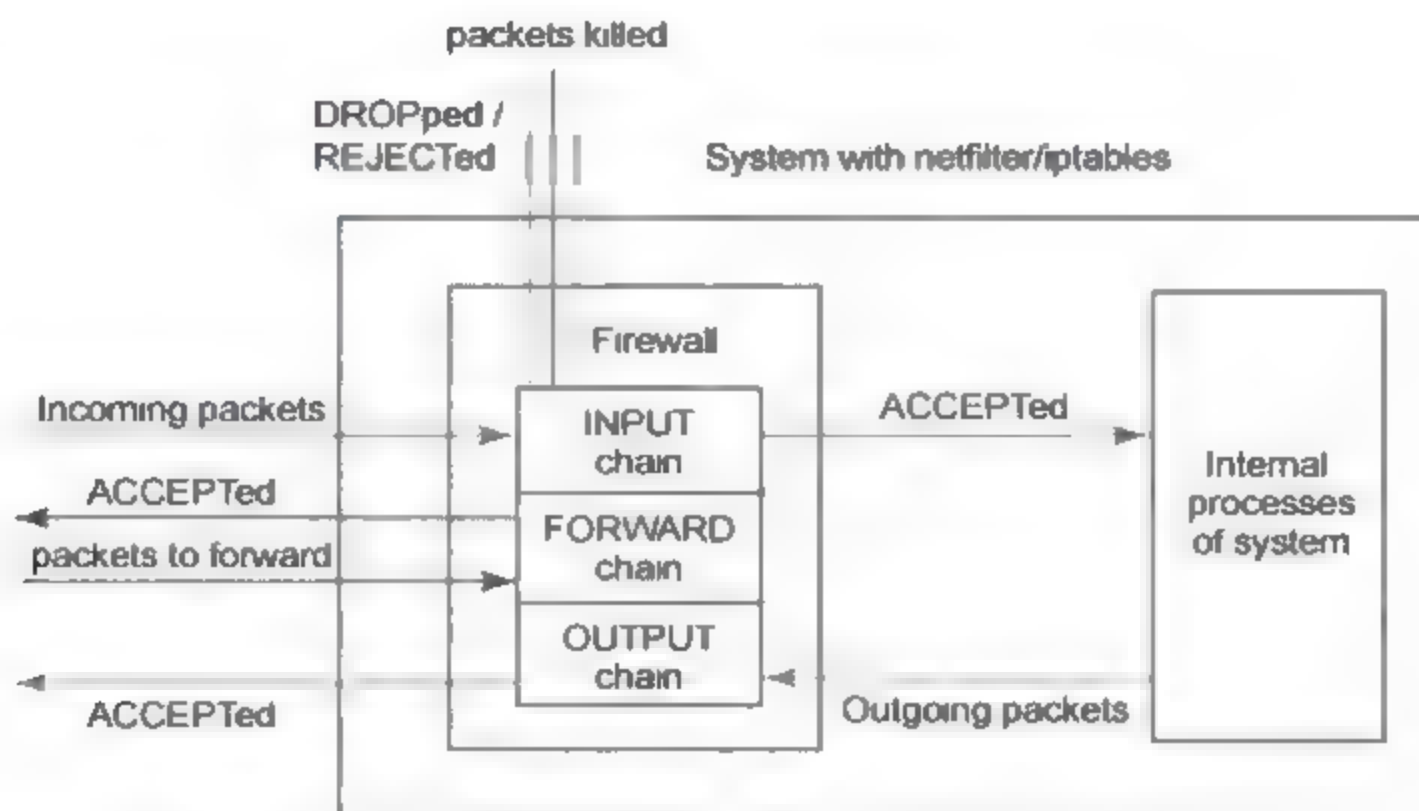 packets killed
DROPped /
REJECTed
System with netfilter/iptables
Firewall
Incoming packets
INPUT
chain
ACCEPTed
ACCEPTed
packets to forward
FORWARD
chain
Internal
processes
of system
OUTPUT
chain
ACCEPTed
Outgoing packets